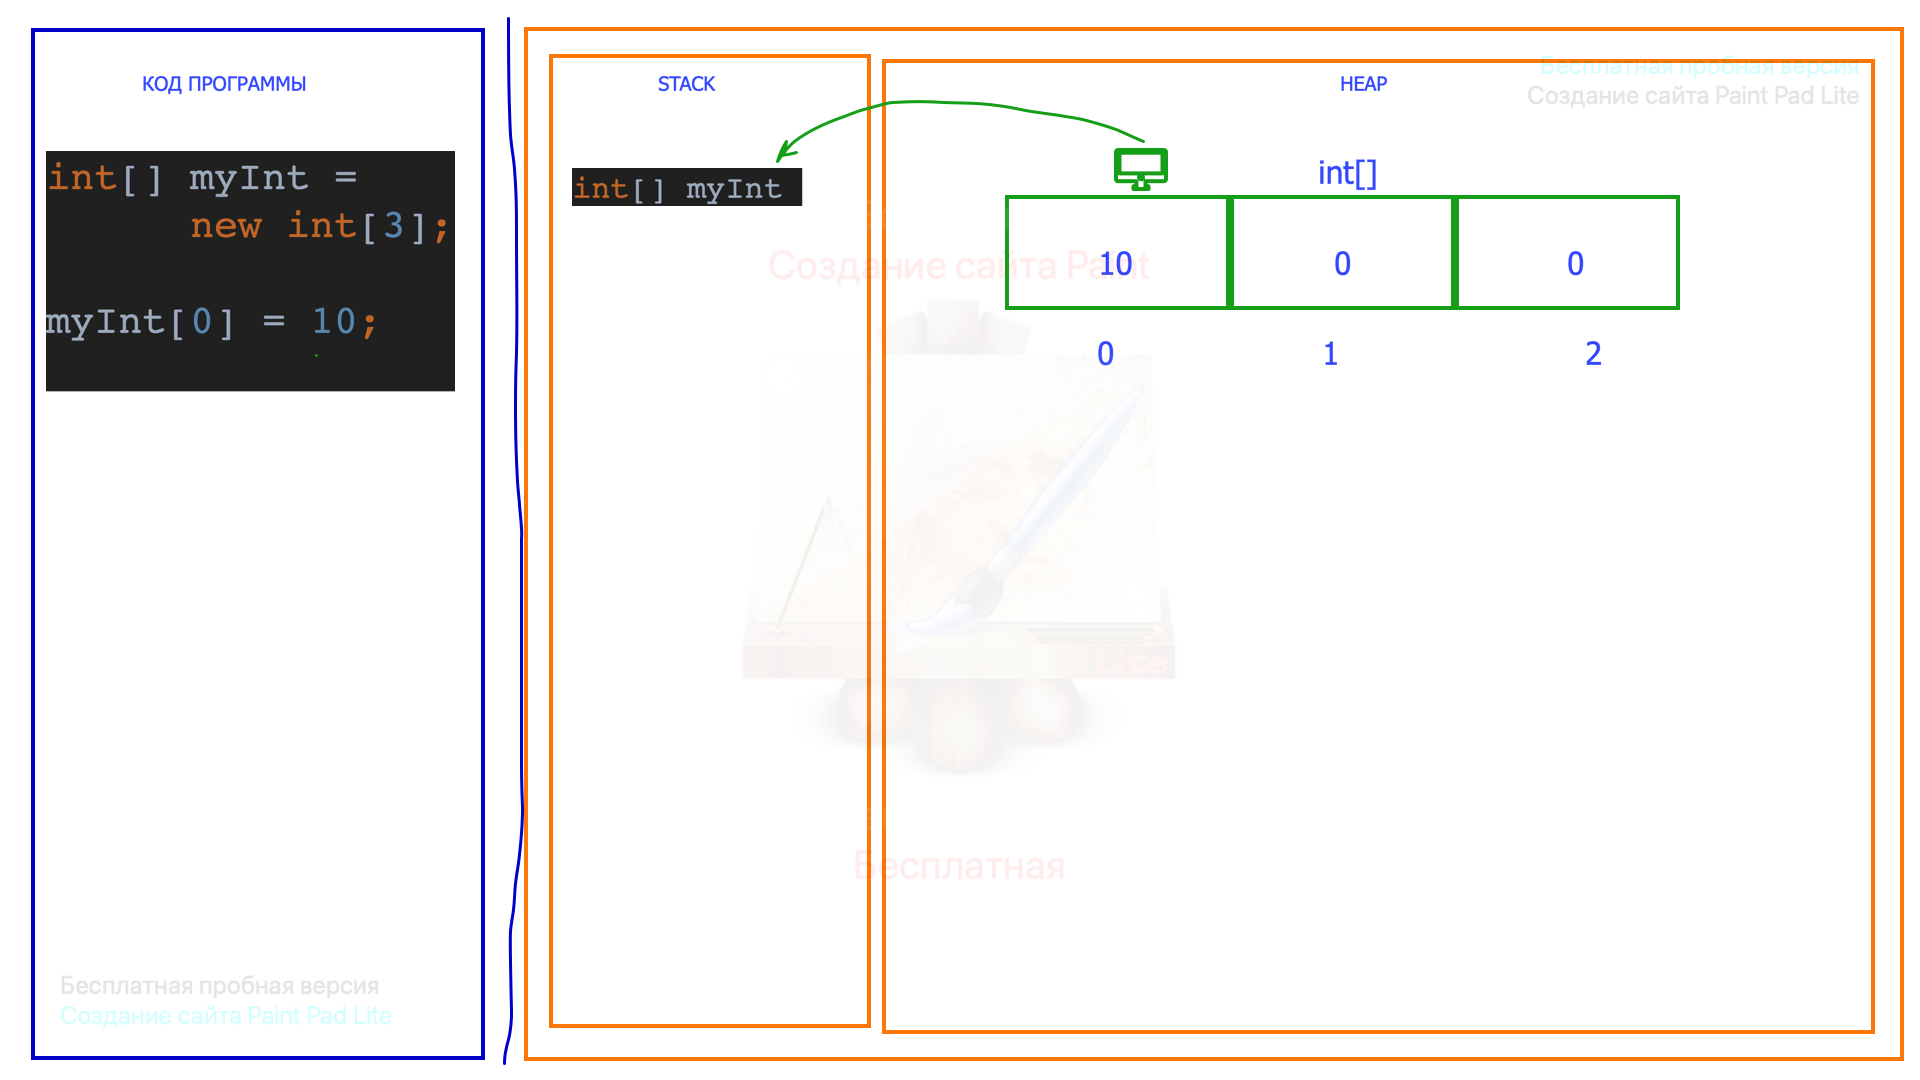 КОД ПРОГРАММЫ
int[] myInt =
new int[3];
myInt[0] = 10;
STACK
int[] myInt
HEAP
int[]
10 0 0
0 1 2
Бесплатная пробная версия
Создание сайта Paint Pad Lite
Создание сайта Paint
Lite
Бесплатная
Бесплатная пробная версия
Создание сайта Paint Pad Lite